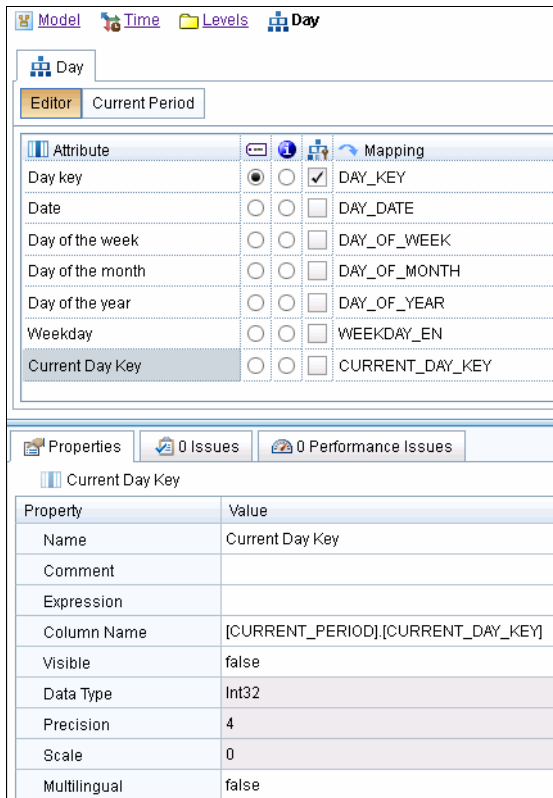 Model Time Levels Day
Day
Editor Current Period
Attribute Mapping
Day key DAY_KEY
Date DAY_DATE
Day of the week DAY_OF_WEEK
Day of the month DAY_OF_MONTH
Day of the year DAY_OF_YEAR
Weekday WEEKDAY_EN
Current Day Key CURRENT_DAY_KEY
Properties 0 Issues 0 Performance Issues
Current Day Key
Property Value
Name Current Day Key
Comment
Expression
Column Name [CURRENT_PERIOD].[CURRENT_DAY_KEY]
Visible false
Data Type Int32
Precision 4
Scale 0
Multilingual false